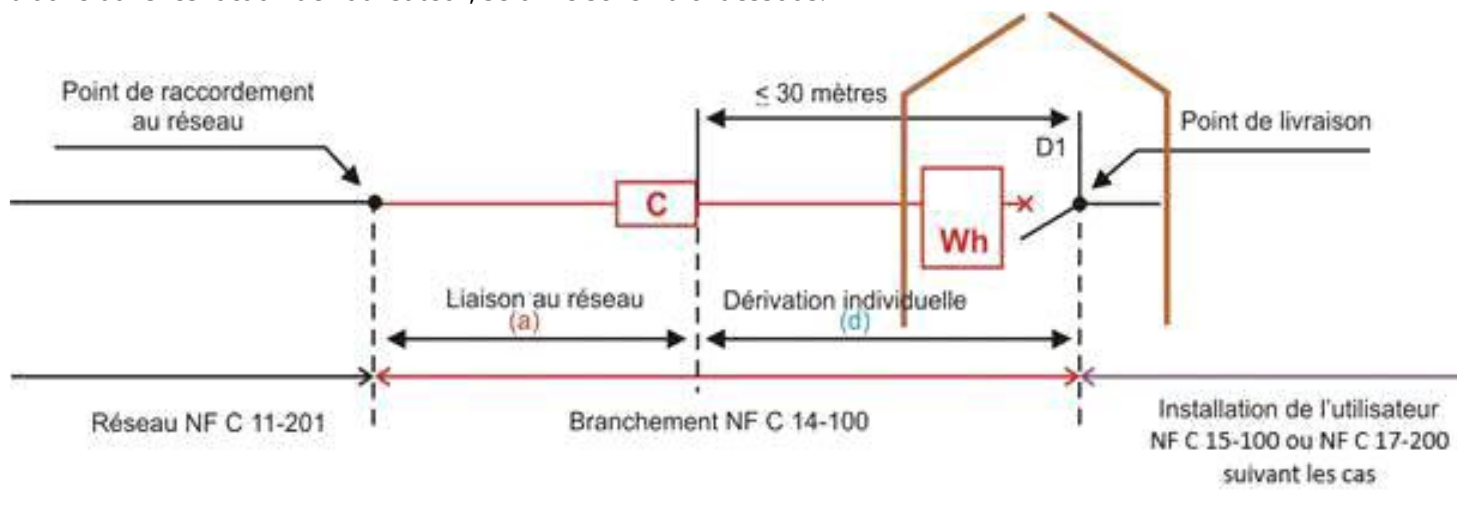 Point de raccordement
au réseau
≤ 30 mètres
D1
Point de livraison
C
Wh
Liaison au réseau
(a)
Dérivation individuelle
(d)
Réseau NF C 11-201
Branchement NF C 14-100
Installation de l'utilisateur
NF C 15-100 ou NF C 17-200
suivant les cas